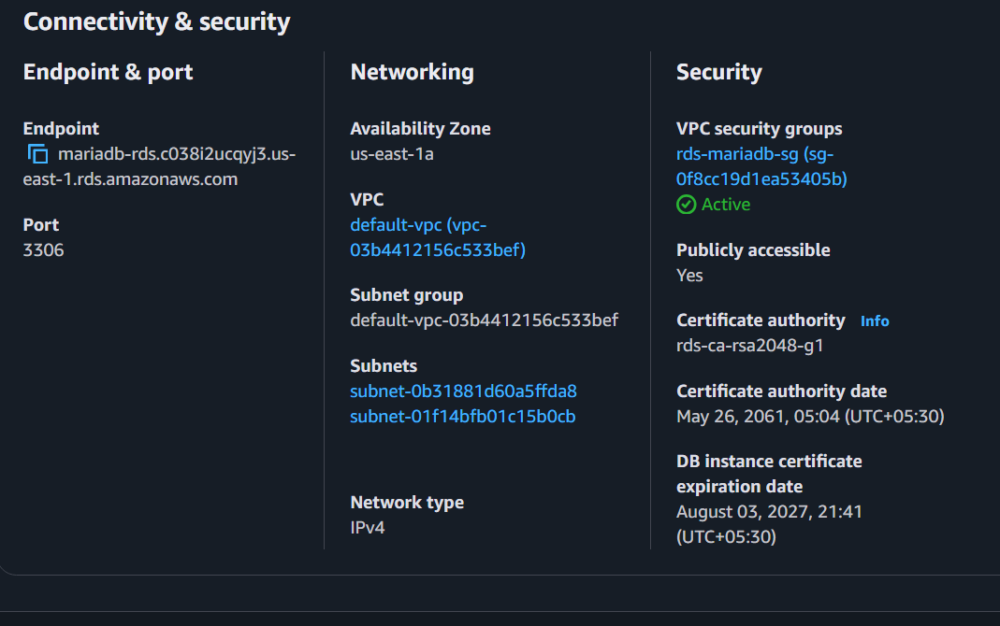 Connectivity & security
Endpoint & port
Endpoint
mariadb-rds.c038i2ucqyj3.us-
east-1.rds.amazonaws.com
Port
3306
Networking
Availability Zone
us-east-1a
VPC
default-vpc (vpc-
03b4412156c533bef)
Subnet group
default-vpc-03b4412156c533bef
Subnets
subnet-0b31881d60a5ffda8
subnet-01f14bfb01c15b0cb
Network type
IPv4
Security
VPC security groups
rds-mariadb-sg (sg-
0f8cc19d1ea53405b)
Active
Publicly accessible
Yes
Certificate authority Info
rds-ca-rsa2048-g1
Certificate authority date
May 26, 2061, 05:04 (UTC+05:30)
DB instance certificate
expiration date
August 03, 2027, 21:41
(UTC+05:30)